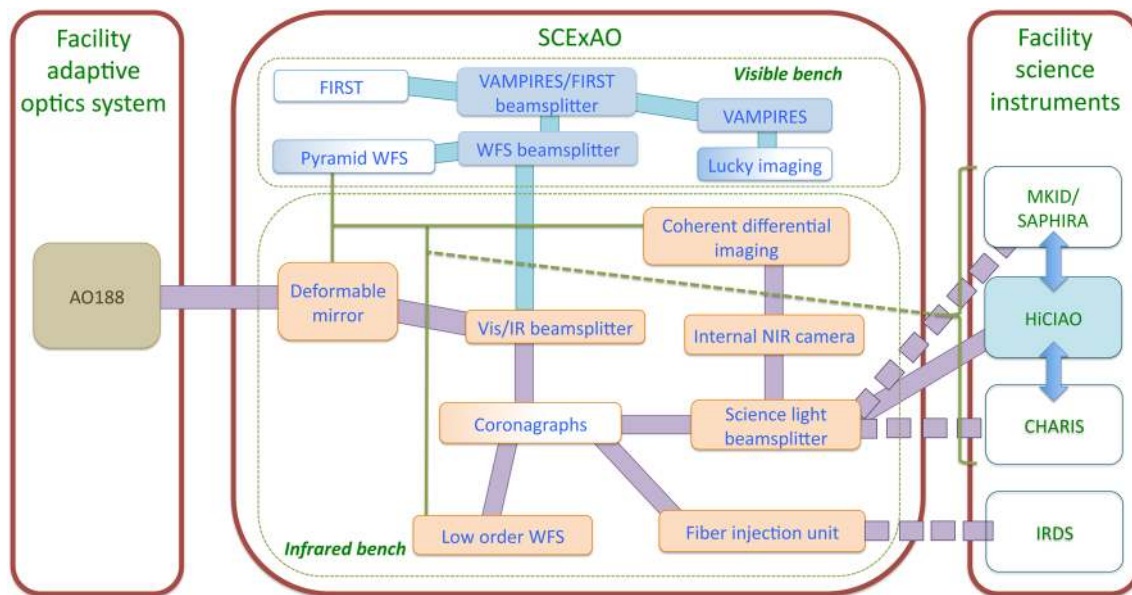 Facility
adaptive
optics system
AO188
SCExAO
Visible bench
FIRST
VAMPIRES/FIRST
beamsplitter
VAMPIRES
Pyramid WFS
WFS beamsplitter
Lucky imaging
Coherent differential
imaging
Deformable
mirror
Vis/IR beamsplitter
Internal NIR camera
Coronagraphs
Science light
beamsplitter
Low order WFS
Fiber injection unit
Infrared bench
Facility
science
instruments
MKID/
SAPHIRA
HiCIAO
CHARIS
IRDS